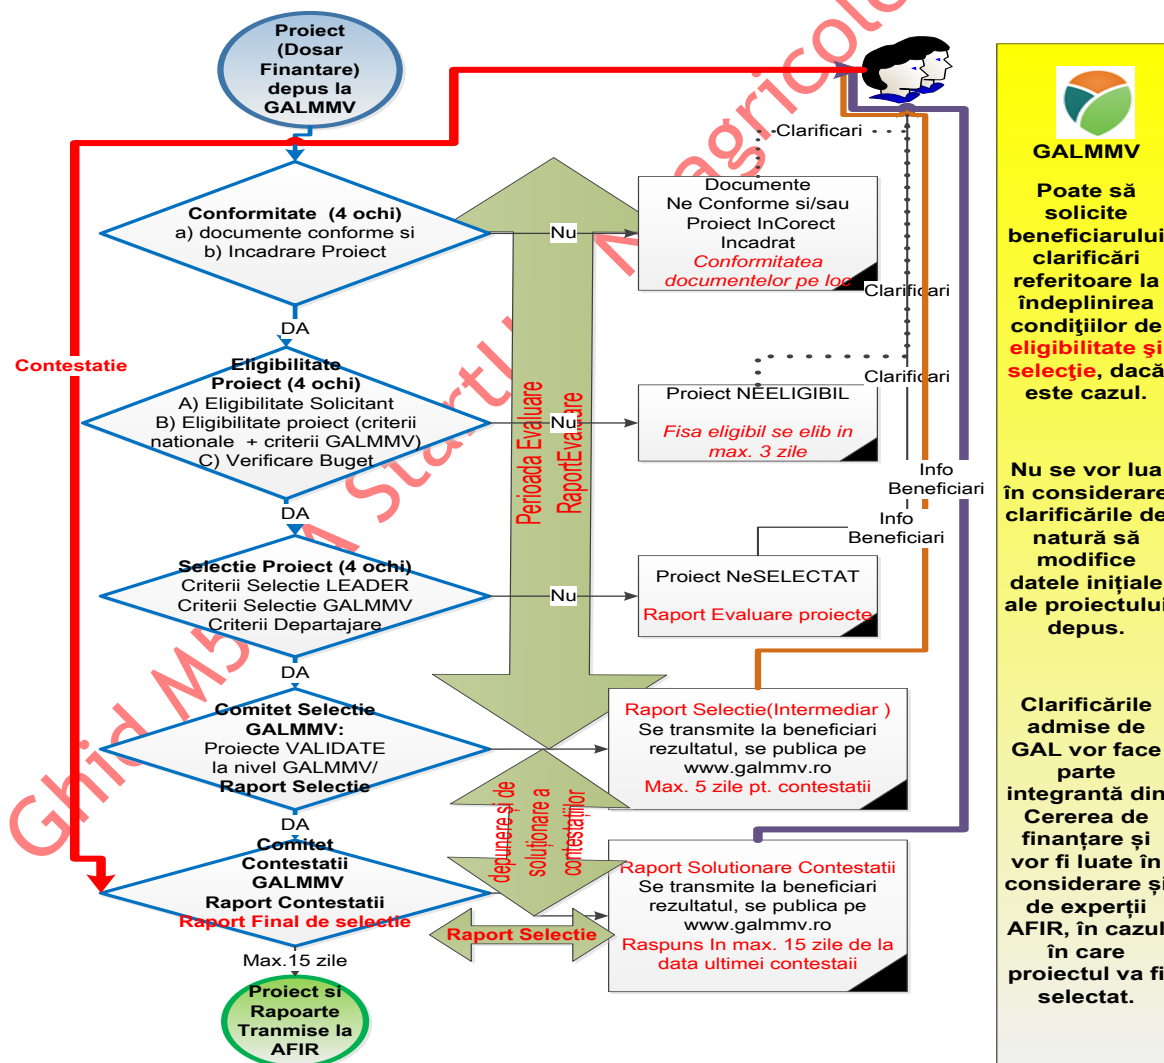 Proiect
(Dosar
Finantare)
depus la
GALMMV
Conformitate (4 ochi)
a) documente conforme si
b) Incadrare Proiect
Nu
Documente
Ne Conforme si/sau
Proiect InCorect
Incadrat
Conformitatea
documentelor pe loc
Clarificari
Clarificari
DA
Contestatie
Eligibilitate
Proiect (4 ochi)
A) Eligibilitate Solicitant
B) Eligibilitate proiect (criterii
nationale + criterii GALMMV)
C) Verificare Buget
Nu
Proiect NEELIGIBIL
Fisa eligibil se elib in
max. 3 zile
Clarificari
Perioada Evaluare
RaportEvaluare
DA
Info
Beneficiari
Info
Beneficiari
Selectie Proiect (4 ochi)
Criterii Selectie LEADER
Criterii Selectie GALMMV
Criterii Departajare
Nu
Proiect NeSELECTAT
Raport Evaluare proiecte
DA
Comitet Selectie
GALMMV:
Proiecte VALIDATE
la nivel GALMMV/
Raport Selectie
Raport Selectie(Intermediar )
Se transmite la beneficiari
rezultatul, se publica pe
www.galmmv.ro
Max. 5 zile pt. contestatii
depunere și de
soluționare a
contestațiilor
DA
Comitet
Contestatii
GALMMV
Raport Contestatii
Raport Final de selectie
Raport Selectie
Raport Solutionare Contestatii
Se transmite la beneficiari
rezultatul, se publica pe
www.galmmv.ro
Raspuns In max. 15 zile de la
data ultimei contestaii
Max.15 zile
Proiect si
Rapoarte
Tranmise la
AFIR
GALMMV
Poate să
solicite
beneficiarului
clarificări
referitoare la
îndeplinirea
condiţiilor de
eligibilitate şi
selecţie, dacă
este cazul.
Nu se vor lua
în considerare
clarificările de
natură să
modifice
datele inițiale
ale proiectului
depus.
Clarificările
admise de
GAL vor face
parte
integrantă din
Cererea de
finanțare și
vor fi luate în
considerare și
de experții
AFIR, în cazul
în care
proiectul va fi
selectat.
Ghid M5